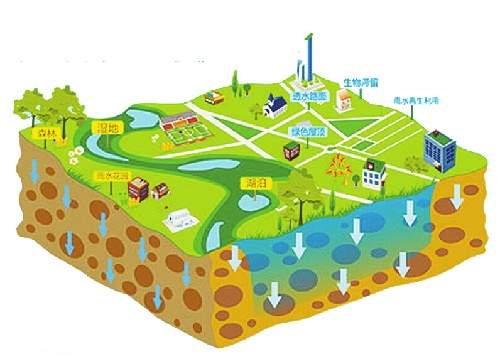 生物滞留
透水路面
雨水再生利用
森林
湿地
绿色屋顶
雨水花园
湖泊